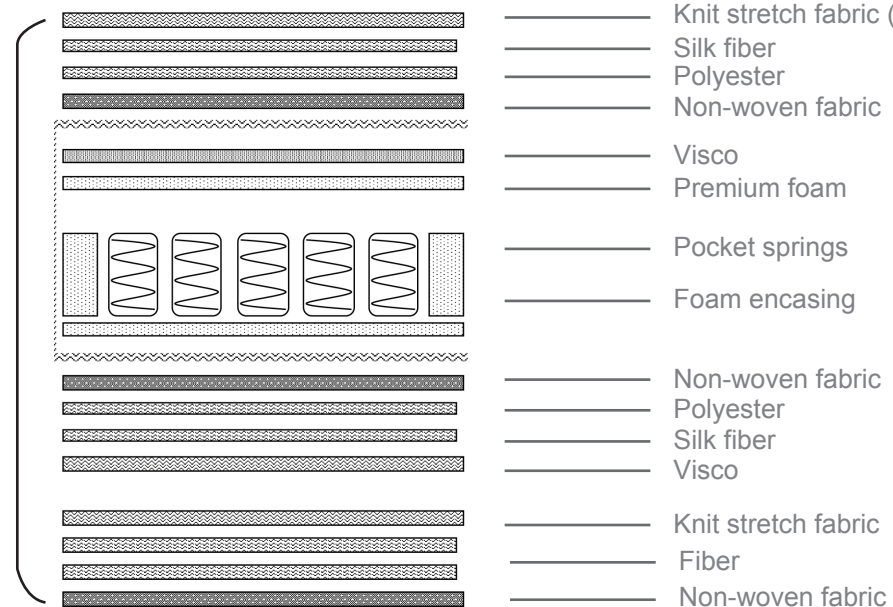 Knit stretch fabric (
Silk fiber
Polyester
Non-woven fabric
Visco
Premium foam
Pocket springs
Foam encasing
Non-woven fabric
Polyester
Silk fiber
Visco
Knit stretch fabric
Fiber
Non-woven fabric